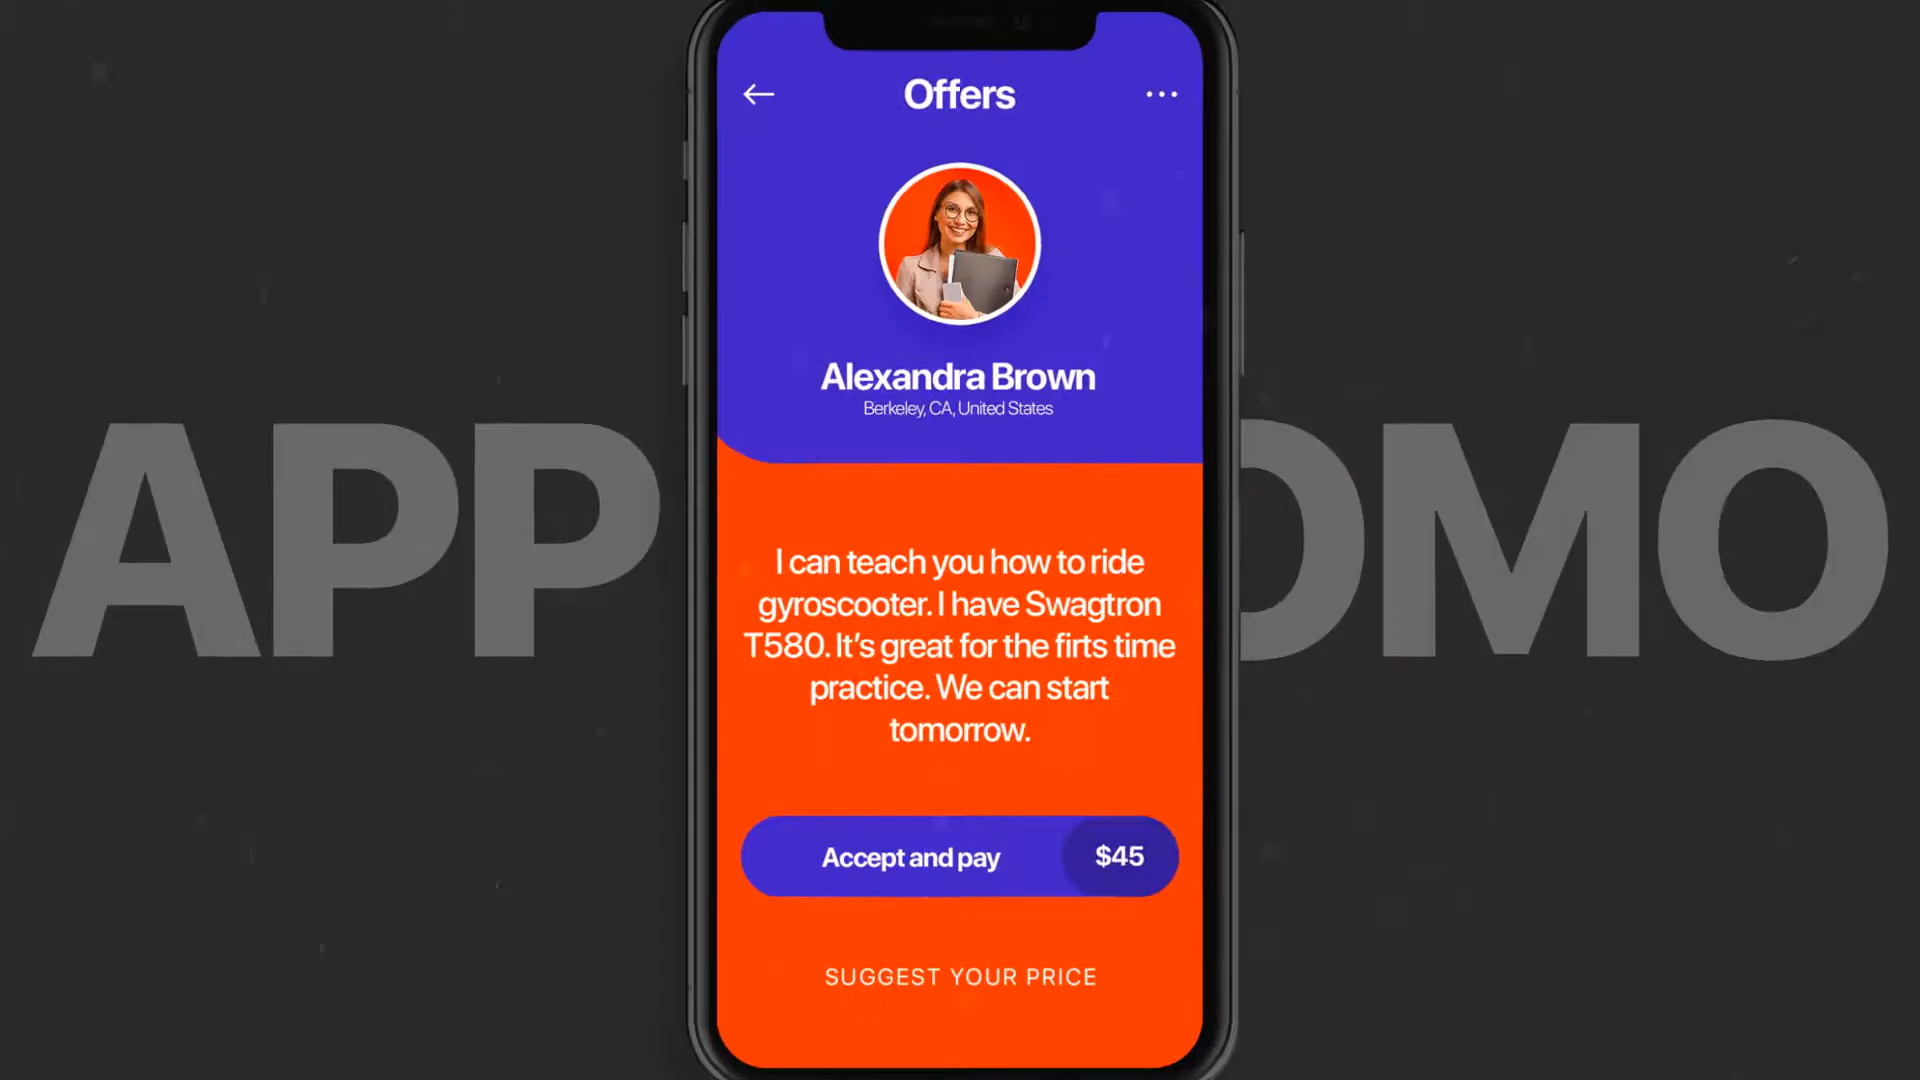 Offers
Alexandra Brown
Berkeley, CA, United States
APP OMO
I can teach you how to ride
gyroscooter. I have Swagtron
T580. It’s great for the firts time
practice. We can start
tomorrow.
Accept and pay $45
SUGGEST YOUR PRICE